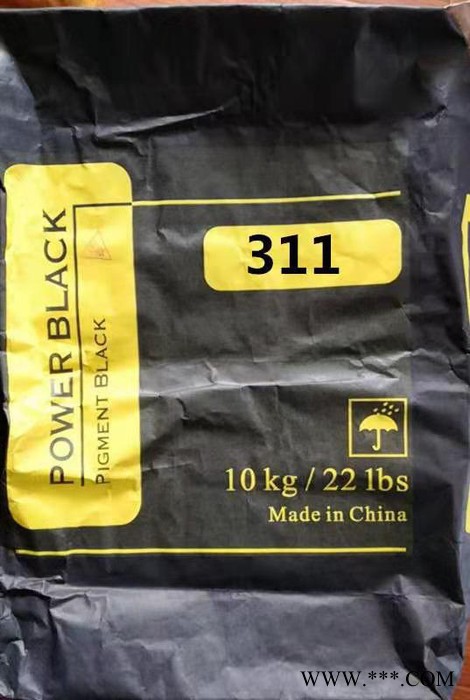 POWER BLACK
PIGMENT BLACK
311
10 kg / 22 lbs
Made in China
WWW.***.COM